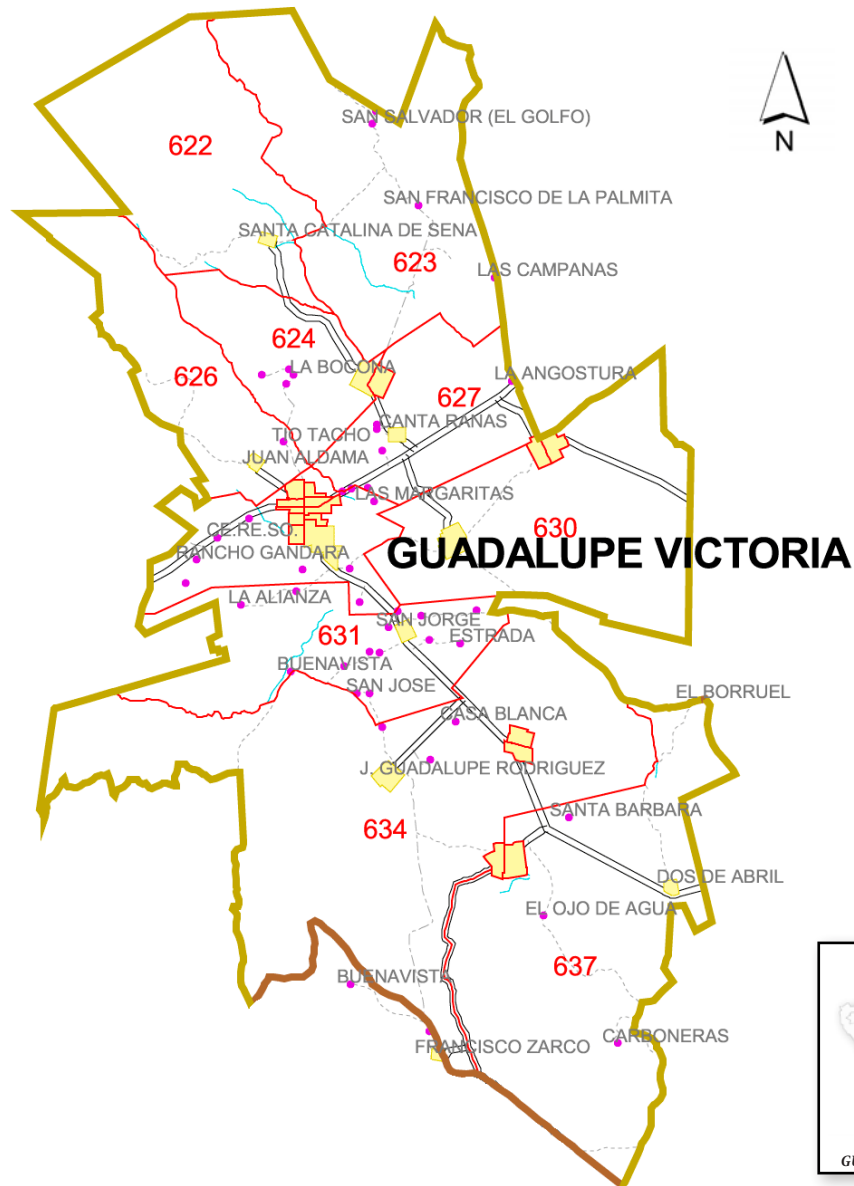 SAN SALVADOR (EL GOLFO)
N
622
SAN FRANCISCO DE LA PALMITA
SANTA CATALINA DE SENA
623
LAS CAMPANAS
624
LA BOCONA
LA ANGOSTURA
626
627
CANTA RANAS
TIO TACHO
JUAN ALDAMA
LAS MARGARITAS
CE.RE.SO.
630
RANCHO GANDARA
GUADALUPE VICTORIA
LA ALIANZA
SAN JORGE
631
ESTRADA
BUENAVISTA
SAN JOSE
EL BORRUEL
CASA BLANCA
J. GUADALUPE RODRIGUEZ
SANTA BARBARA
634
DOS DE ABRIL
EL OJO DE AGUA
637
BUENAVISTA
CARBONERAS
FRANCISCO ZARCO